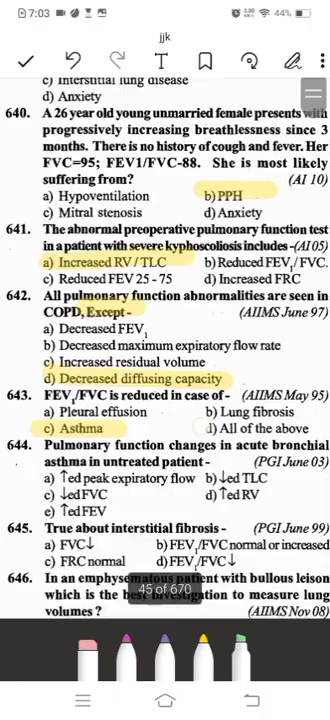 7:03
44%
jjk
c) Interstitial lung disease
d) Anxiety
640. A 26 year old young unmarried female presents with
progressively increasing breathlessness since 3
months. There is no history of cough and fever. Her
FVC=95; FEV1/FVC-88. She is most likely
suffering from? (AI 10)
a) Hypoventilation b) PPH
c) Mitral stenosis d) Anxiety
641. The abnormal preoperative pulmonary function test
in a patient with severe kyphoscoliosis includes-(AI 05)
a) Increased RV / TLC b) Reduced FEV₁/ FVC.
c) Reduced FEV 25 - 75 d) Increased FRC
642. All pulmonary function abnormalities are seen in
COPD, Except - (AIIMS June 97)
a) Decreased FEV₁
b) Decreased maximum expiratory flow rate
c) Increased residual volume
d) Decreased diffusing capacity
643. FEV₁/FVC is reduced in case of - (AIIMS May 95)
a) Pleural effusion b) Lung fibrosis
c) Asthma d) All of the above
644. Pulmonary function changes in acute bronchial
asthma in untreated patient - (PGI June 03)
a) ↑ed peak expiratory flow b) ↓ed TLC
c) ↓ed FVC d) ↑ed RV
e) ↑ed FEV
645. True about interstitial fibrosis - (PGI June 99)
a) FVC↓ b) FEV₁/FVC normal or increased
c) FRC normal d) FEV₁/FVC↓
646. In an emphysematous patient with bullous leison
which is the best investigation to measure lung
volumes ? (AIIMS Nov 08)
45 of 670